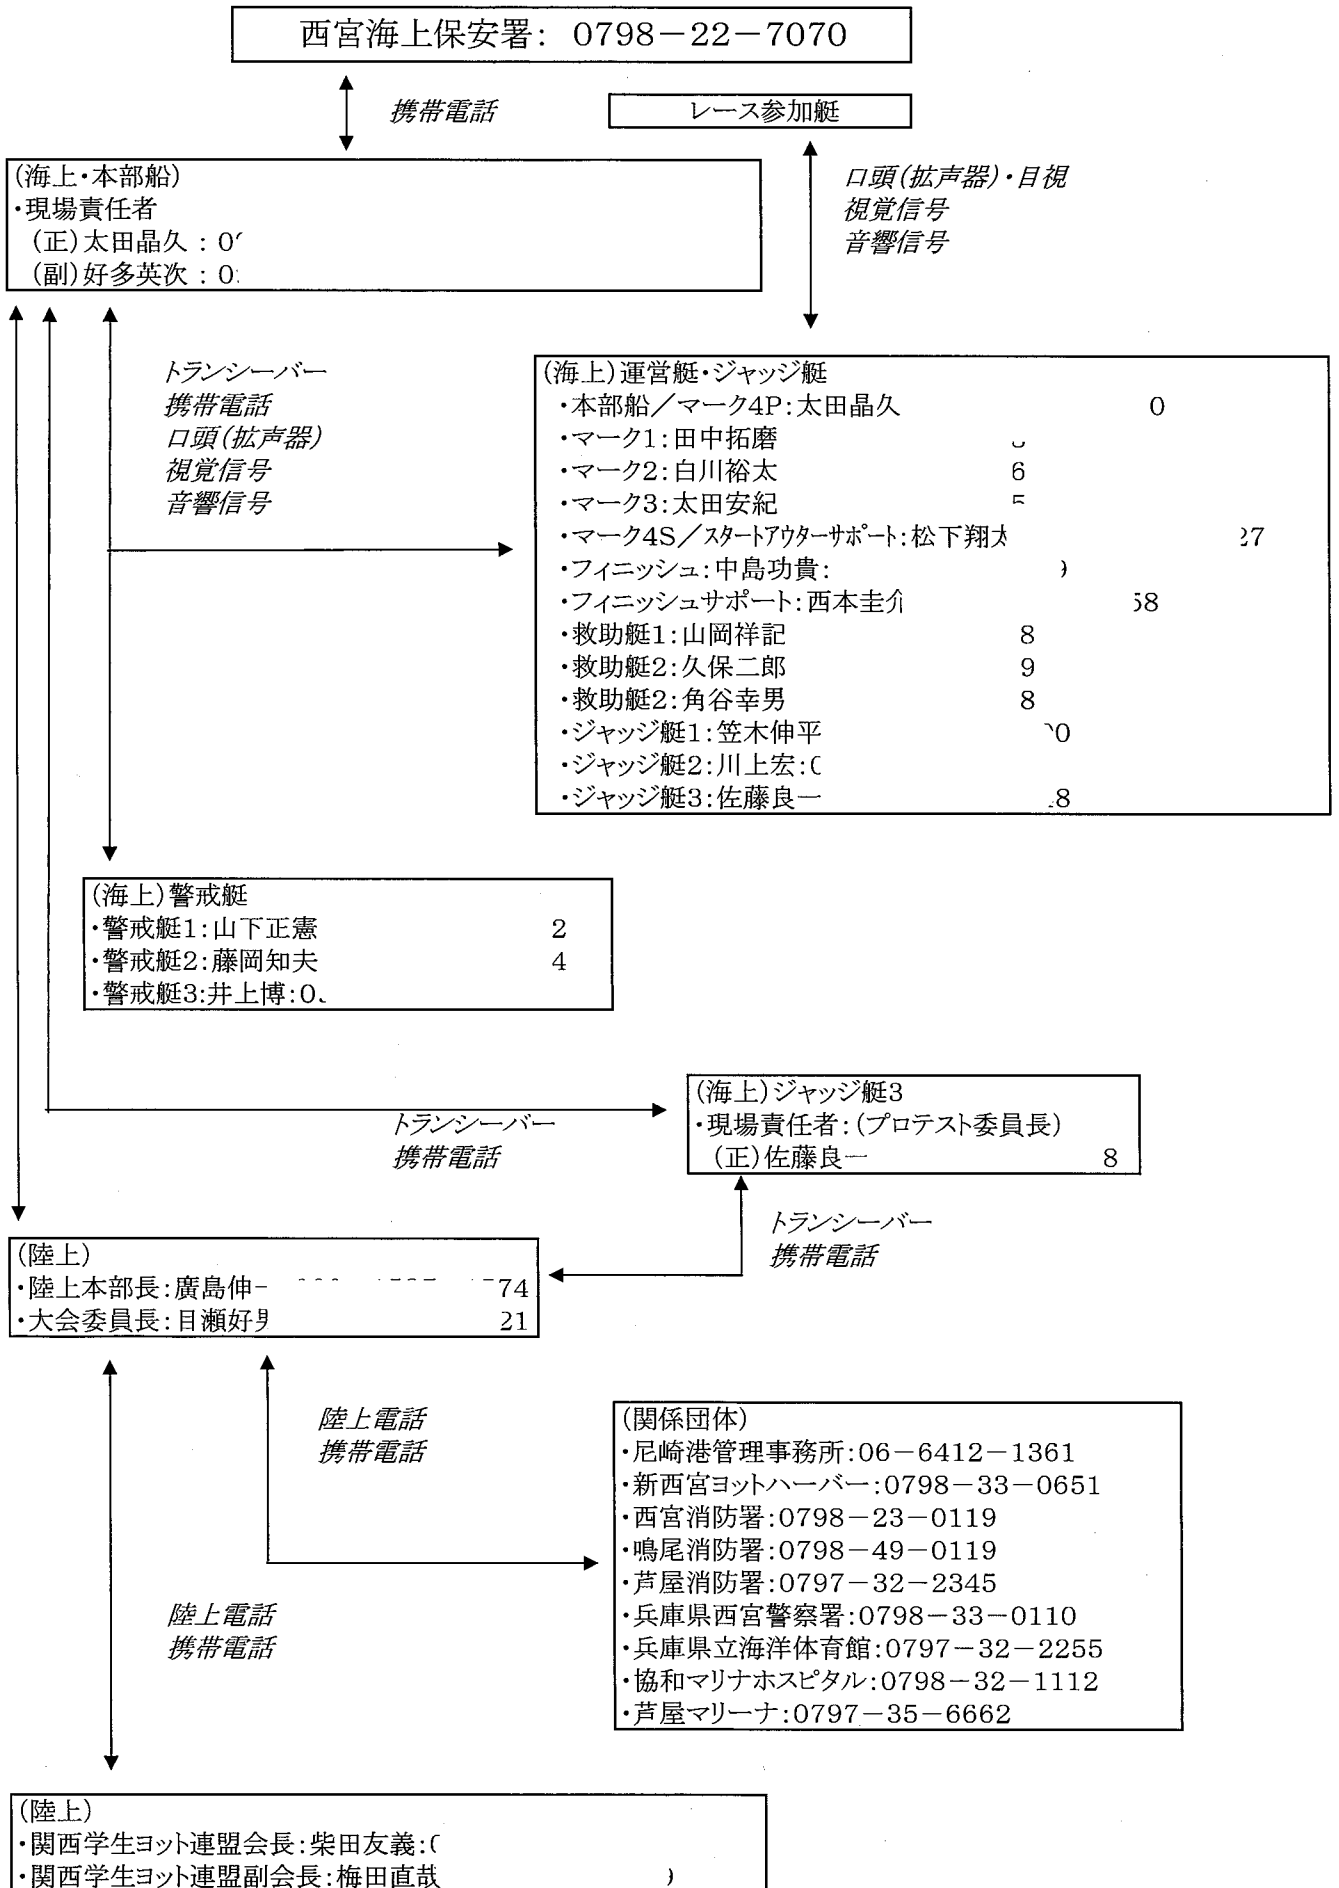 西宮海上保安署: 0798－22－7070
携帯電話
レース参加艇
(海上・本部船)
・現場責任者
(正)太田晶久 : 0
(副)好多英次 : 0
口頭(拡声器)・目視
視覚信号
音響信号
トランシーバー
携帯電話
口頭(拡声器)
視覚信号
音響信号
(海上)運営艇・ジャッジ艇
・本部船／マーク4P:太田晶久 0
・マーク1:田中拓磨
・マーク2:白川裕太 6
・マーク3:太田安紀
・マーク4S／スタートアウターサポート:松下翔太 27
・フィニッシュ:中島功貴:
・フィニッシュサポート:西本圭介 58
・救助艇1:山岡祥記 8
・救助艇2:久保二郎 9
・救助艇2:角谷幸男 8
・ジャッジ艇1:笠木伸平 0
・ジャッジ艇2:川上宏:
・ジャッジ艇3:佐藤良一 8
(海上)警戒艇
・警戒艇1:山下正憲 2
・警戒艇2:藤岡知夫 4
・警戒艇3:井上博:0
トランシーバー
携帯電話
(海上)ジャッジ艇3
・現場責任者:(プロテスト委員長)
(正)佐藤良一 8
トランシーバー
携帯電話
(陸上)
・陸上本部長:廣島伸一 74
・大会委員長:目瀬好男 21
陸上電話
携帯電話
(関係団体)
・尼崎港管理事務所:06－6412－1361
・新西宮ヨットハーバー:0798－33－0651
・西宮消防署:0798－23－0119
・鳴尾消防署:0798－49－0119
・芦屋消防署:0797－32－2345
・兵庫県西宮警察署:0798－33－0110
・兵庫県立海洋体育館:0797－32－2255
・協和マリナホスピタル:0798－32－1112
・芦屋マリーナ:0797－35－6662
陸上電話
携帯電話
(陸上)
・関西学生ヨット連盟会長:柴田友義:
・関西学生ヨット連盟副会長:梅田直哉